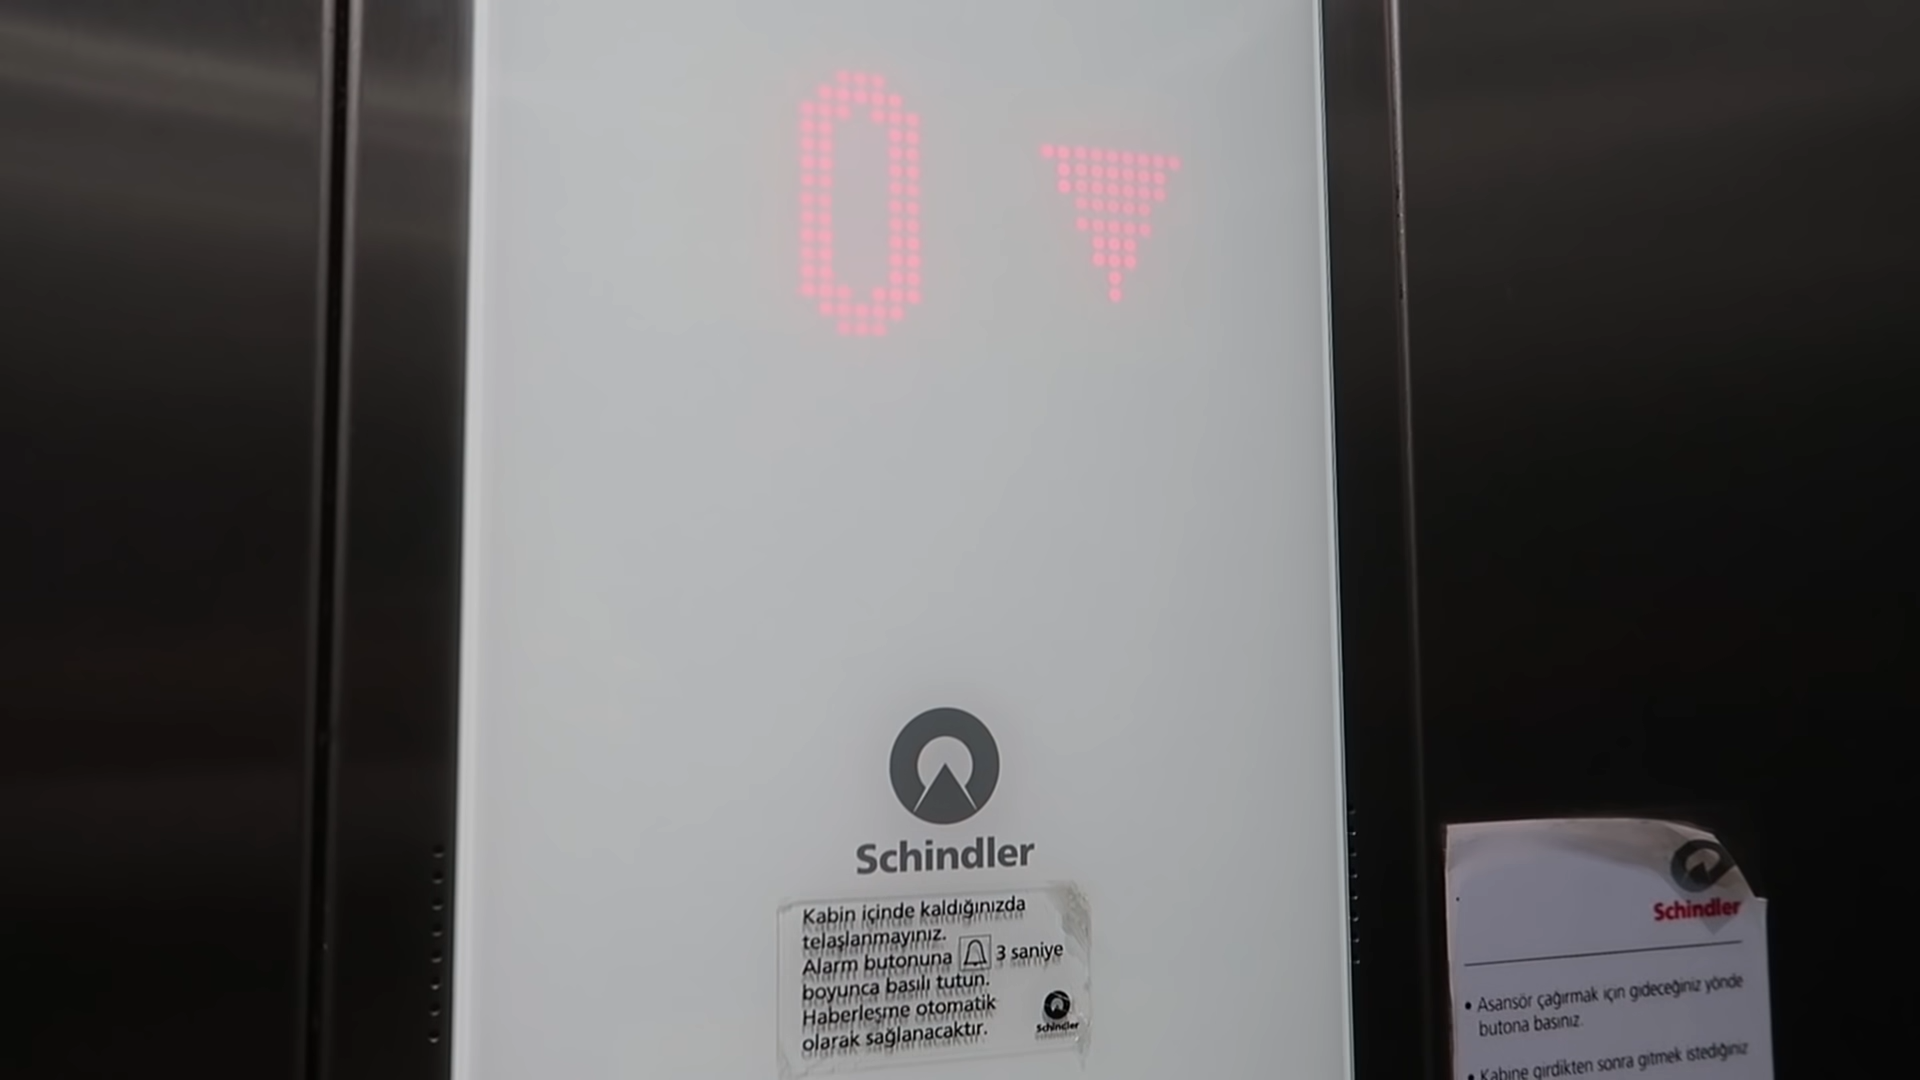 0
Schindler
Kabin içinde kaldığınızda
telaşlanmayınız.
Alarm butonuna 3 saniye
boyunca basılı tutun.
Haberleşme otomatik
olarak sağlanacaktır.
Schindler
Schindler
• Asansör çağırmak için gideceğiniz yönde
butona basınız.
• Kabine girdikten sonra gitmek istediğiniz